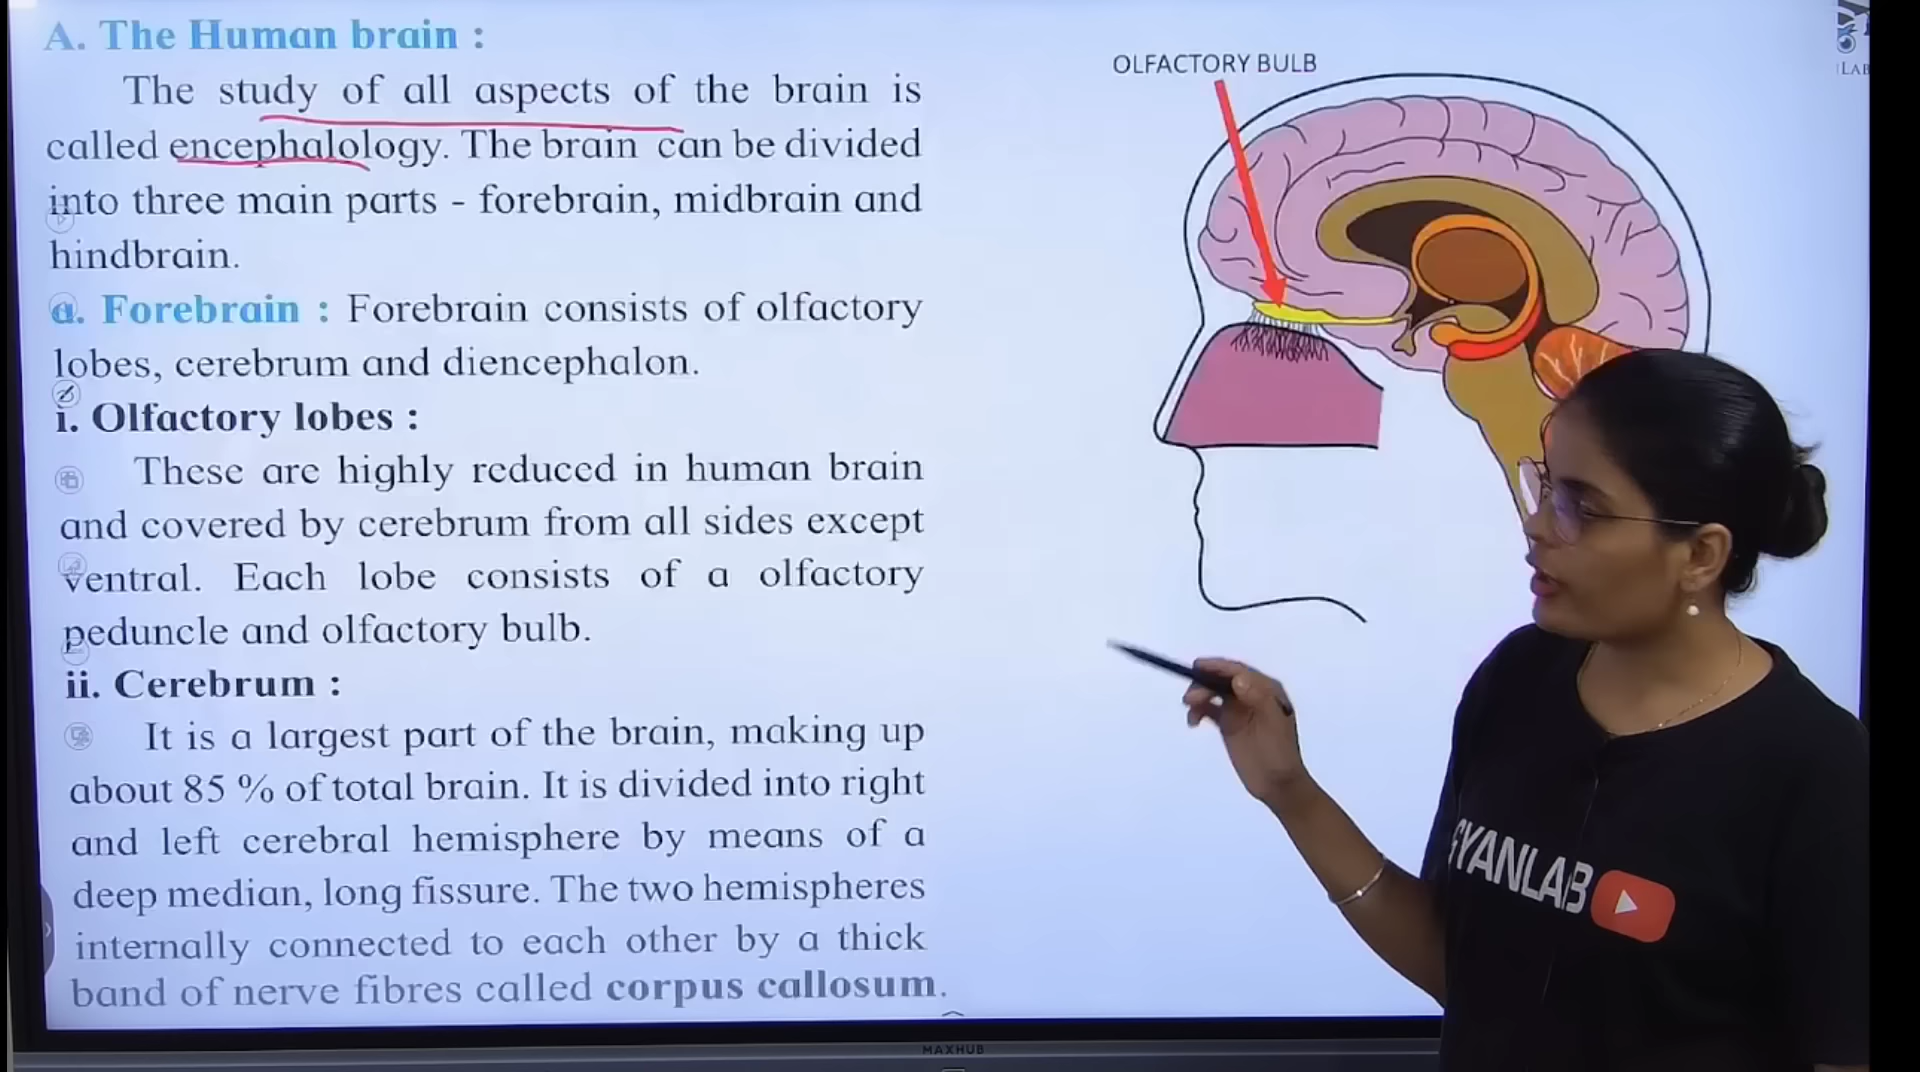 A. The Human brain :
The study of all aspects of the brain is
called encephalology. The brain can be divided
into three main parts - forebrain, midbrain and
hindbrain.
a. Forebrain : Forebrain consists of olfactory
lobes, cerebrum and diencephalon.
i. Olfactory lobes :
These are highly reduced in human brain
and covered by cerebrum from all sides except
ventral. Each lobe consists of a olfactory
peduncle and olfactory bulb.
ii. Cerebrum :
It is a largest part of the brain, making up
about 85 % of total brain. It is divided into right
and left cerebral hemisphere by means of a
deep median, long fissure. The two hemispheres
internally connected to each other by a thick
band of nerve fibres called corpus callosum.
OLFACTORY BULB
LAB
GYANLAB
MAXHUB